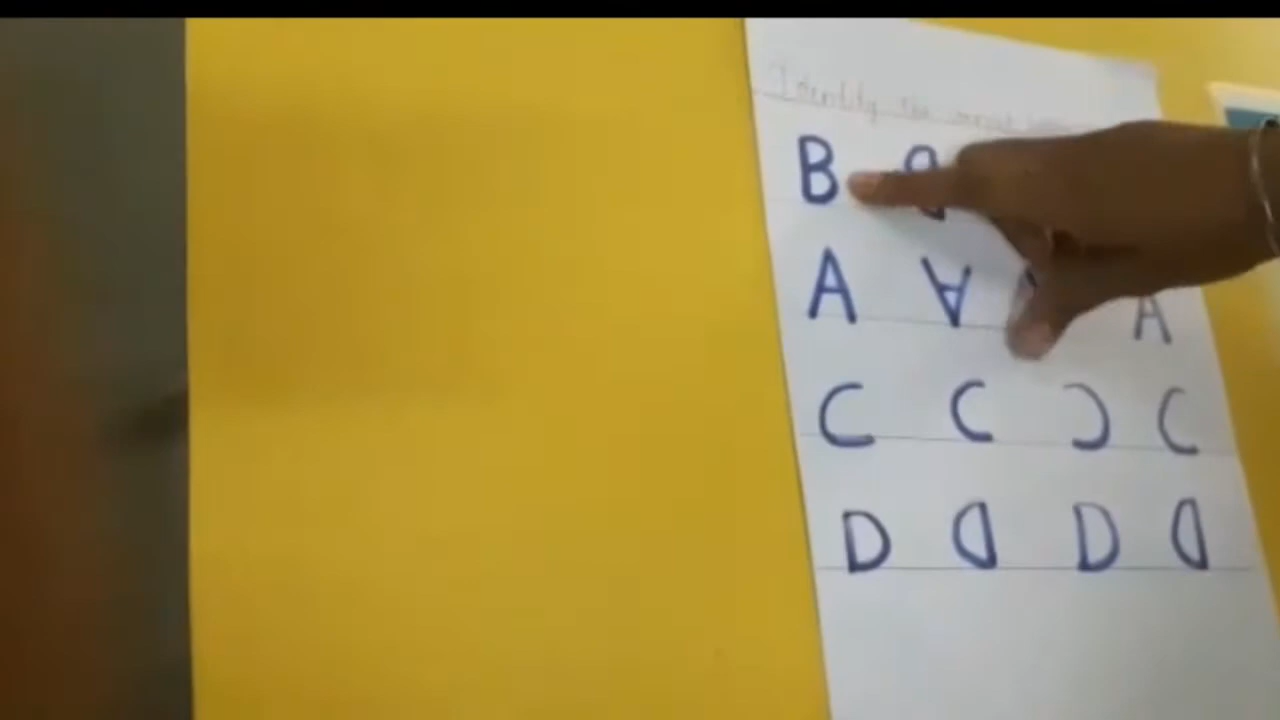 Identify the
B
A ∀ A
C C Ɔ C
D ᗡ D ᗡ